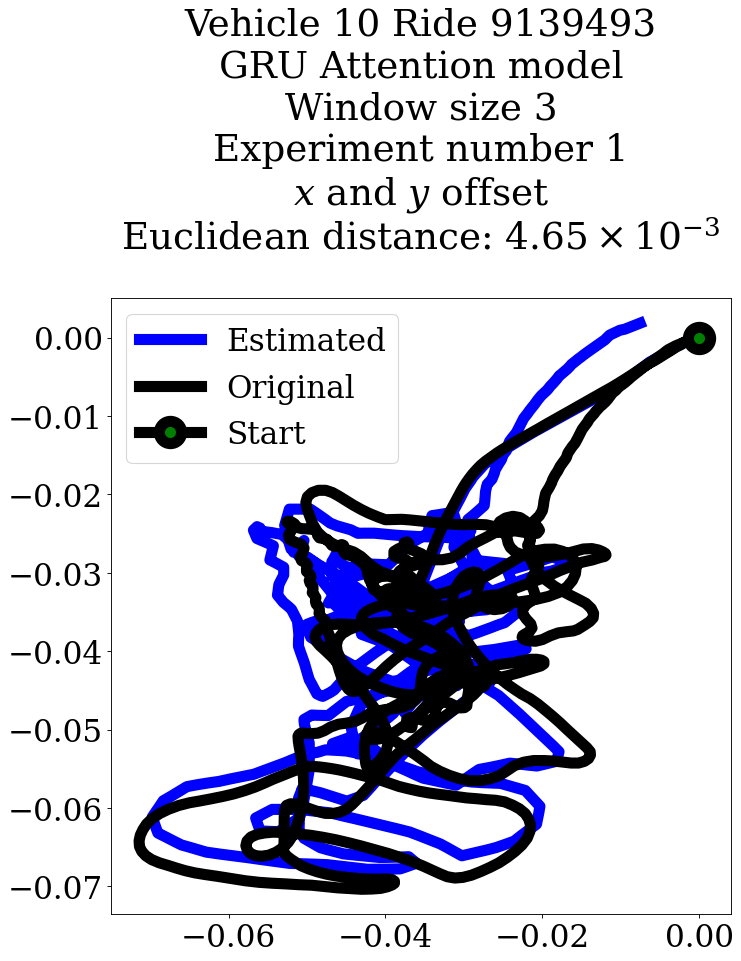 Vehicle 10 Ride 9139493
GRU Attention model
Window size 3
Experiment number 1
x and y offset
Euclidean distance: 4.65 × 10⁻³
Estimated
Original
Start
0.00
−0.01
−0.02
−0.03
−0.04
−0.05
−0.06
−0.07
−0.06 −0.04 −0.02 0.00